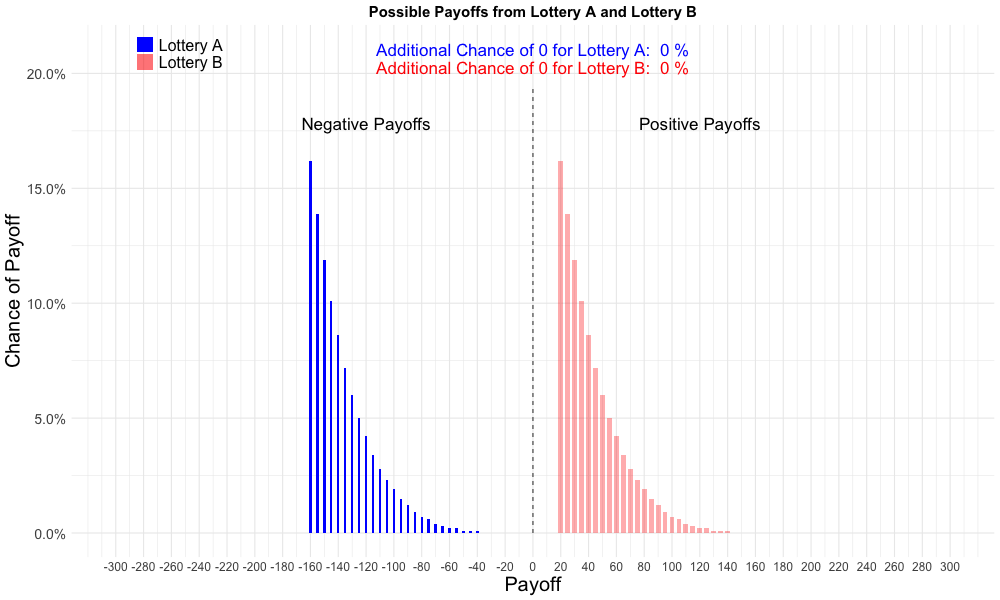 Possible Payoffs from Lottery A and Lottery B
Lottery A
Lottery B
Additional Chance of 0 for Lottery A:  0 %
Additional Chance of 0 for Lottery B:  0 %
Negative Payoffs
Positive Payoffs
Chance of Payoff
20.0%
15.0%
10.0%
5.0%
0.0%
-300 -280 -260 -240 -220 -200 -180 -160 -140 -120 -100 -80 -60 -40 -20 0 20 40 60 80 100 120 140 160 180 200 220 240 260 280 300
Payoff